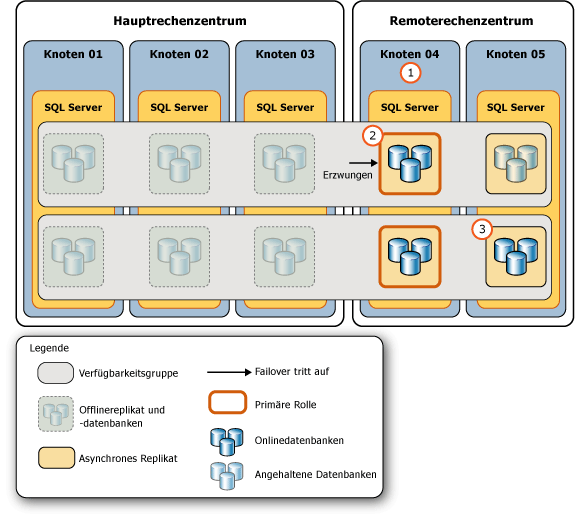 Hauptrechenzentrum
Remoterechenzentrum
Knoten 01
Knoten 02
Knoten 03
Knoten 04
Knoten 05
1
SQL Server
SQL Server
SQL Server
SQL Server
SQL Server
2
Erzwungen
3
Legende
Verfügbarkeitsgruppe
Offlinereplikat und
-datenbanken
Asynchrones Replikat
Failover tritt auf
Primäre Rolle
Onlinedatenbanken
Angehaltene Datenbanken